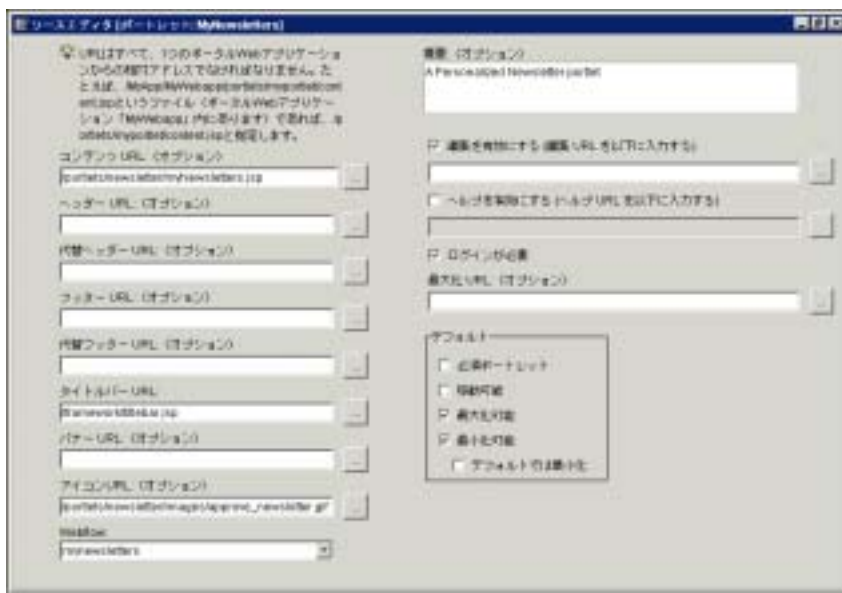 リソースエディタ [ポートレット:MyNewsletters]
URLはすべて、1つのポータルWebアプリケーショ
ンからの相対アドレスでなければなりません。た
とえば、
というファイル (ポータルWebアプリケー
ション「MyWebapp」内にあります) であれば、
と指定します。
コンテンツ URL (オプション)
/portlets/newsletter/mynewsletters.jsp
...
ヘッダー URL (オプション)
...
代替ヘッダー URL (オプション)
...
フッター URL (オプション)
...
代替フッター URL (オプション)
...
タイトルバー URL
/framework/titlebar.jsp
...
バナー URL (オプション)
...
アイコンURL (オプション)
/portlets/newsletter/images/approve_newsletter.gif
...
Webflow
mynewsletters
概要 (オプション)
A Personalized Newsletter portlet
編集を有効にする (編集 URL を以下に入力する)
...
ヘルプを有効にする (ヘルプ URL を以下に入力する)
...
ログインが必要
最大化 URL (オプション)
...
デフォルト
必須ポートレット
移動可能
最大化可能
最小化可能
デフォルトでは最小化